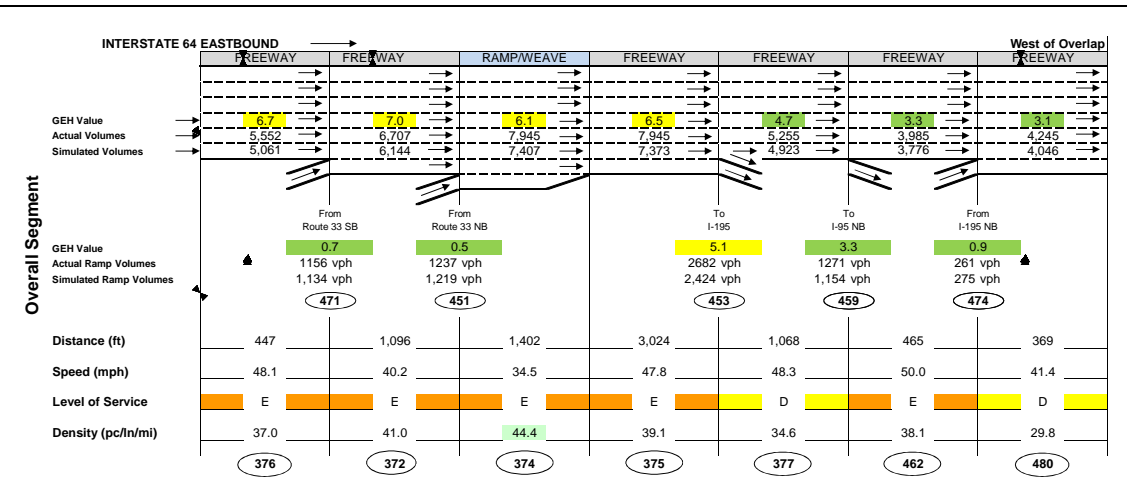 INTERSTATE 64 EASTBOUND West of Overlap
FREEWAY FREEWAY RAMP/WEAVE FREEWAY FREEWAY FREEWAY FREEWAY
GEH Value 6.7 7.0 6.1 6.5 4.7 3.3 3.1
Actual Volumes 5,552 6,707 7,945 7,945 5,255 3,985 4,245
Simulated Volumes 5,061 6,144 7,407 7,373 4,923 3,776 4,046
Overall Segment
From From To To From
Route 33 SB Route 33 NB I-195 I-95 NB I-195 NB
GEH Value 0.7 0.5 5.1 3.3 0.9
Actual Ramp Volumes 1156 vph 1237 vph 2682 vph 1271 vph 261 vph
Simulated Ramp Volumes 1,134 vph 1,219 vph 2,424 vph 1,154 vph 275 vph
471 451 453 459 474
Distance (ft) 447 1,096 1,402 3,024 1,068 465 369
Speed (mph) 48.1 40.2 34.5 47.8 48.3 50.0 41.4
Level of Service E E E E D E D
Density (pc/ln/mi) 37.0 41.0 44.4 39.1 34.6 38.1 29.8
376 372 374 375 377 462 480